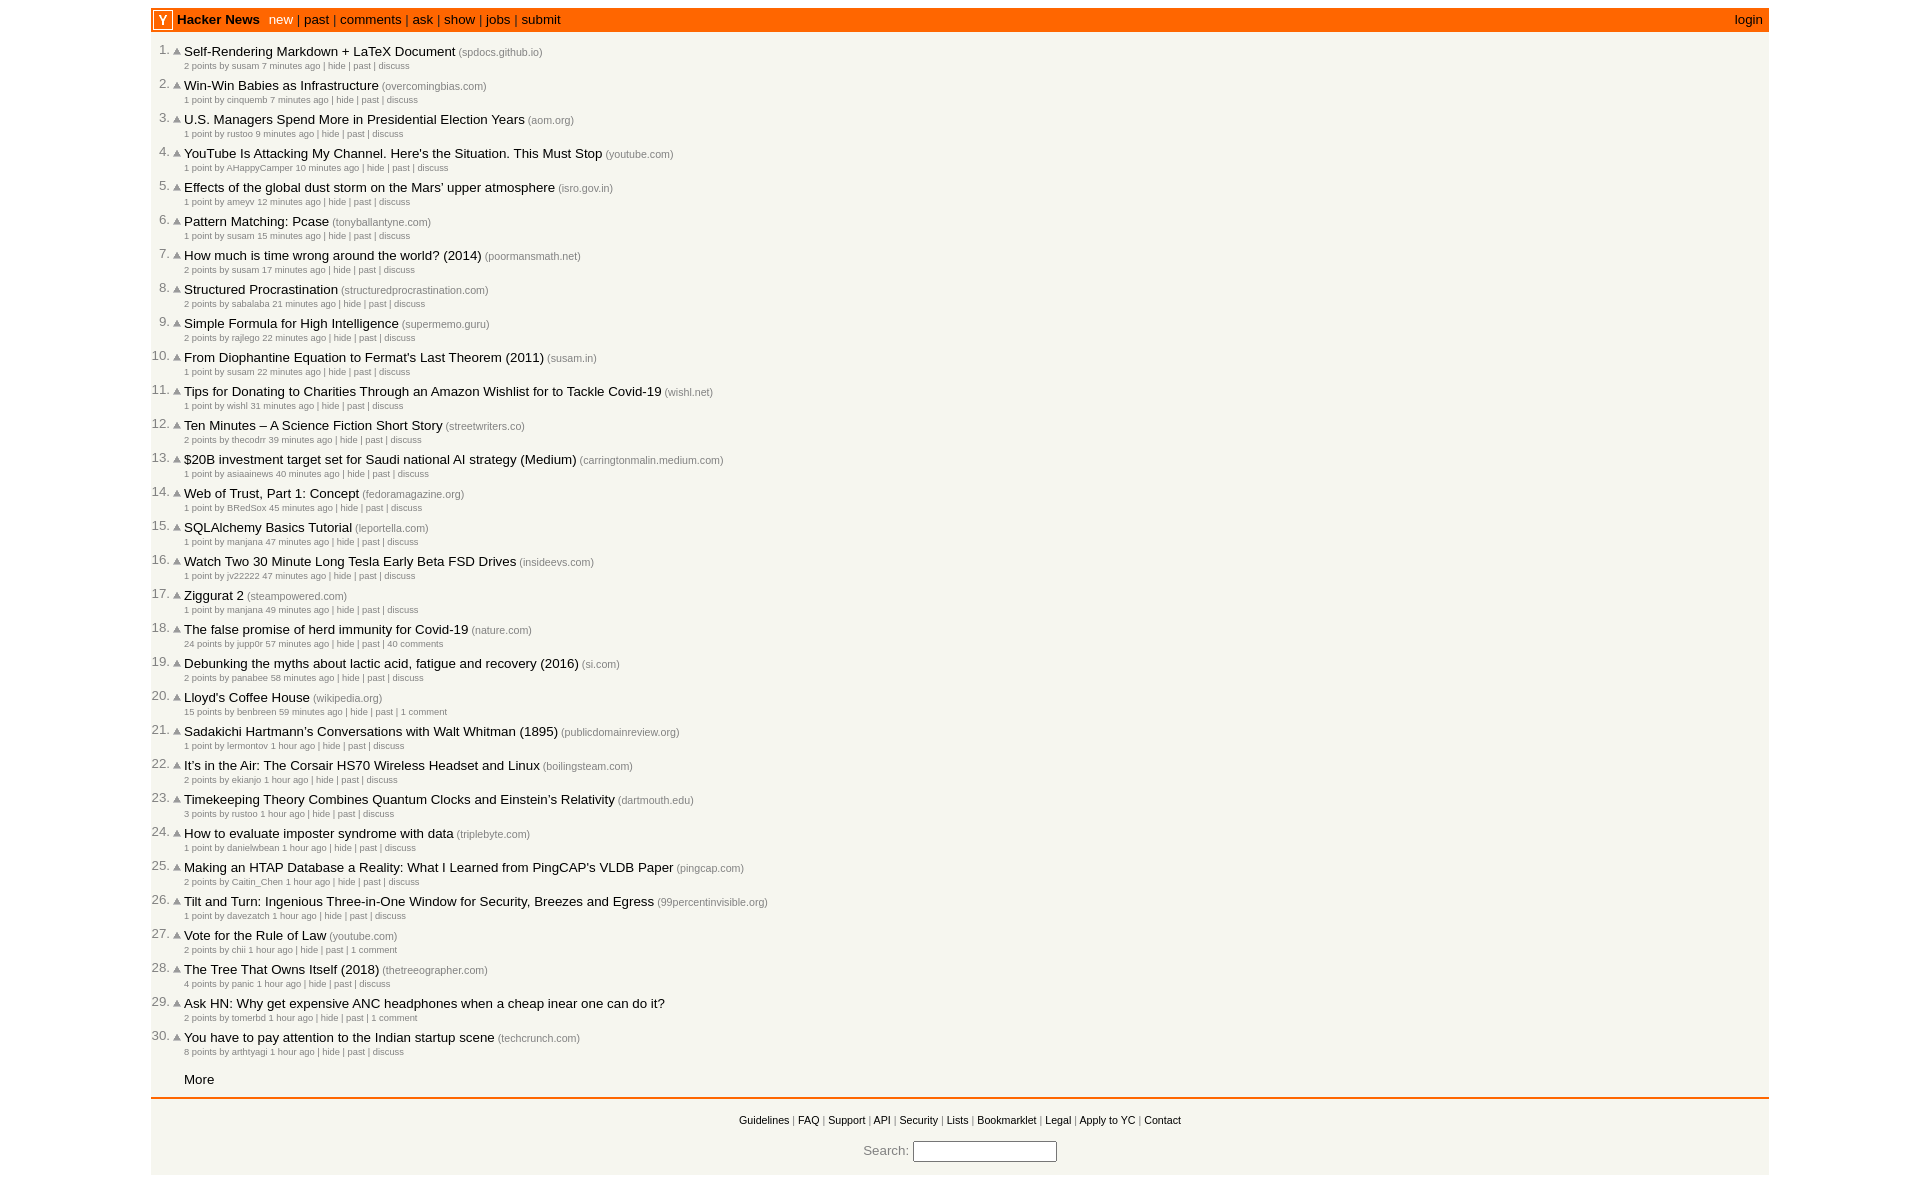 Y Hacker News new | past | comments | ask | show | jobs | submit login
1. Self-Rendering Markdown + LaTeX Document (spdocs.github.io)
2 points by susam 7 minutes ago | hide | past | discuss
2. Win-Win Babies as Infrastructure (overcomingbias.com)
1 point by cinquemb 7 minutes ago | hide | past | discuss
3. U.S. Managers Spend More in Presidential Election Years (aom.org)
1 point by rustoo 9 minutes ago | hide | past | discuss
4. YouTube Is Attacking My Channel. Here's the Situation. This Must Stop (youtube.com)
1 point by AHappyCamper 10 minutes ago | hide | past | discuss
5. Effects of the global dust storm on the Mars’ upper atmosphere (isro.gov.in)
1 point by ameyv 12 minutes ago | hide | past | discuss
6. Pattern Matching: Pcase (tonyballantyne.com)
1 point by susam 15 minutes ago | hide | past | discuss
7. How much is time wrong around the world? (2014) (poormansmath.net)
2 points by susam 17 minutes ago | hide | past | discuss
8. Structured Procrastination (structuredprocrastination.com)
2 points by sabalaba 21 minutes ago | hide | past | discuss
9. Simple Formula for High Intelligence (supermemo.guru)
2 points by rajlego 22 minutes ago | hide | past | discuss
10. From Diophantine Equation to Fermat's Last Theorem (2011) (susam.in)
1 point by susam 22 minutes ago | hide | past | discuss
11. Tips for Donating to Charities Through an Amazon Wishlist for to Tackle Covid-19 (wishl.net)
1 point by wishl 31 minutes ago | hide | past | discuss
12. Ten Minutes – A Science Fiction Short Story (streetwriters.co)
2 points by thecodrr 39 minutes ago | hide | past | discuss
13. $20B investment target set for Saudi national AI strategy (Medium) (carringtonmalin.medium.com)
1 point by asiaainews 40 minutes ago | hide | past | discuss
14. Web of Trust, Part 1: Concept (fedoramagazine.org)
1 point by BRedSox 45 minutes ago | hide | past | discuss
15. SQLAlchemy Basics Tutorial (leportella.com)
1 point by manjana 47 minutes ago | hide | past | discuss
16. Watch Two 30 Minute Long Tesla Early Beta FSD Drives (insideevs.com)
1 point by jv22222 47 minutes ago | hide | past | discuss
17. Ziggurat 2 (steampowered.com)
1 point by manjana 49 minutes ago | hide | past | discuss
18. The false promise of herd immunity for Covid-19 (nature.com)
24 points by jupp0r 57 minutes ago | hide | past | 40 comments
19. Debunking the myths about lactic acid, fatigue and recovery (2016) (si.com)
2 points by panabee 58 minutes ago | hide | past | discuss
20. Lloyd's Coffee House (wikipedia.org)
15 points by benbreen 59 minutes ago | hide | past | 1 comment
21. Sadakichi Hartmann’s Conversations with Walt Whitman (1895) (publicdomainreview.org)
1 point by lermontov 1 hour ago | hide | past | discuss
22. It’s in the Air: The Corsair HS70 Wireless Headset and Linux (boilingsteam.com)
2 points by ekianjo 1 hour ago | hide | past | discuss
23. Timekeeping Theory Combines Quantum Clocks and Einstein’s Relativity (dartmouth.edu)
3 points by rustoo 1 hour ago | hide | past | discuss
24. How to evaluate imposter syndrome with data (triplebyte.com)
1 point by danielwbean 1 hour ago | hide | past | discuss
25. Making an HTAP Database a Reality: What I Learned from PingCAP's VLDB Paper (pingcap.com)
2 points by Caitin_Chen 1 hour ago | hide | past | discuss
26. Tilt and Turn: Ingenious Three-in-One Window for Security, Breezes and Egress (99percentinvisible.org)
1 point by davezatch 1 hour ago | hide | past | discuss
27. Vote for the Rule of Law (youtube.com)
2 points by chii 1 hour ago | hide | past | 1 comment
28. The Tree That Owns Itself (2018) (thetreeographer.com)
4 points by panic 1 hour ago | hide | past | discuss
29. Ask HN: Why get expensive ANC headphones when a cheap inear one can do it?
2 points by tomerbd 1 hour ago | hide | past | 1 comment
30. You have to pay attention to the Indian startup scene (techcrunch.com)
8 points by arthtyagi 1 hour ago | hide | past | discuss
More
Guidelines | FAQ | Support | API | Security | Lists | Bookmarklet | Legal | Apply to YC | Contact
Search: